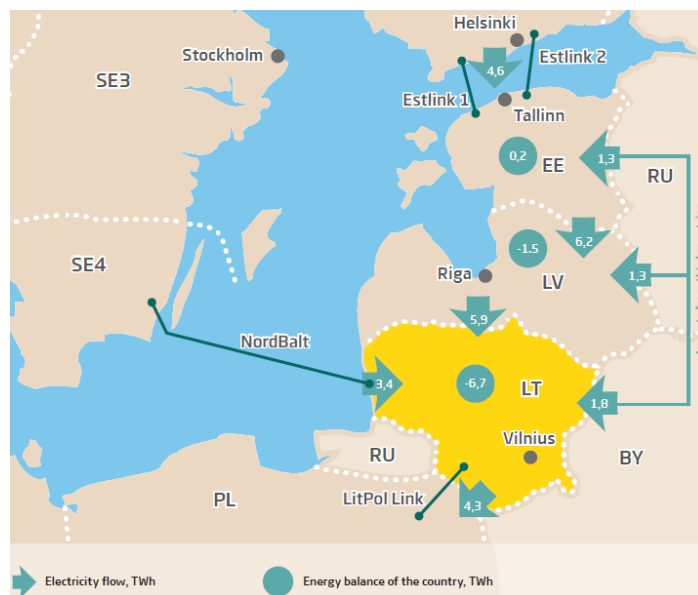 Helsinki
Stockholm
Estlink 2
SE3
4,6
Estlink 1
Tallinn
0,2
EE
1,3
RU
-1.5
6,2
SE4
Riga
LV
1,3
5,9
NordBalt
3,4
-6,7
LT
1,8
Vilnius
RU
BY
PL
LitPol Link
4,3
Electricity flow, TWh
Energy balance of the country, TWh